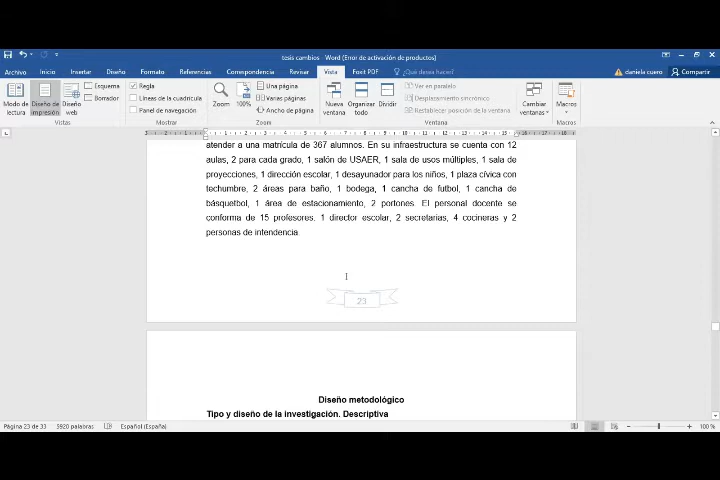 tesis cambios - Word (Error de activación de productos)
Archivo Inicio Insertar Diseño Formato Referencias Correspondencia Revisar Vista Foxit PDF ¿Qué desea hacer? daniela cuero Compartir
Modo de lectura
Diseño de impresión
Diseño web
Esquema
Borrador
Vistas
Regla
Líneas de la cuadrícula
Panel de navegación
Mostrar
Zoom
100%
Una página
Varias páginas
Ancho de página
Zoom
Nueva ventana
Organizar todo
Dividir
Ver en paralelo
Desplazamiento sincrónico
Restablecer posición de la ventana
Ventana
Cambiar ventanas
Macros
Macros
atender a una matrícula de 367 alumnos. En su infraestructura se cuenta con 12
aulas, 2 para cada grado, 1 salón de USAER, 1 sala de usos múltiples, 1 sala de
proyecciones, 1 dirección escolar, 1 desayunador para los niños, 1 plaza cívica con
techumbre, 2 áreas para baño, 1 bodega, 1 cancha de futbol, 1 cancha de
básquetbol, 1 área de estacionamiento, 2 portones. El personal docente se
conforma de 15 profesores. 1 director escolar, 2 secretarias, 4 cocineras y 2
personas de intendencia.
23
Diseño metodológico
Tipo y diseño de la investigación. Descriptiva
Página 23 de 33 5920 palabras Español (España) 100 %